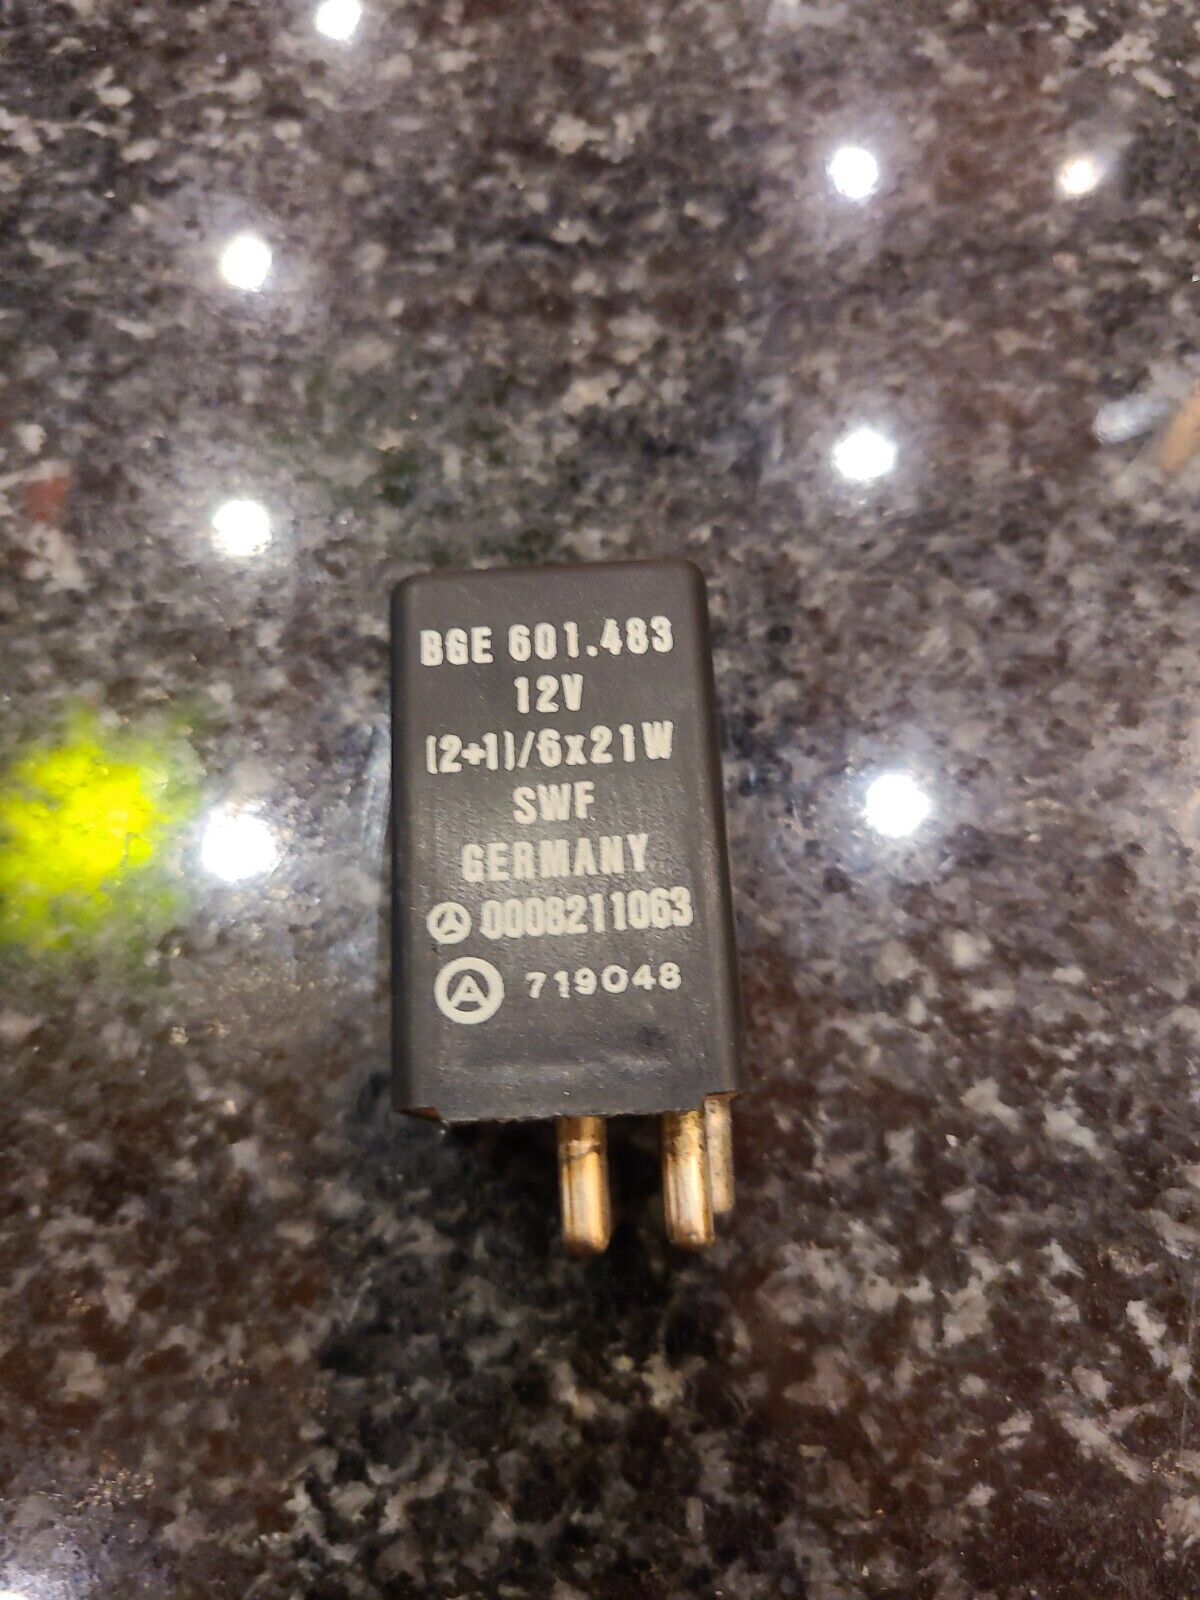 BGE 601.483
12V
(2+1)/6x21W
SWF
GERMANY
0008211063
A 719048